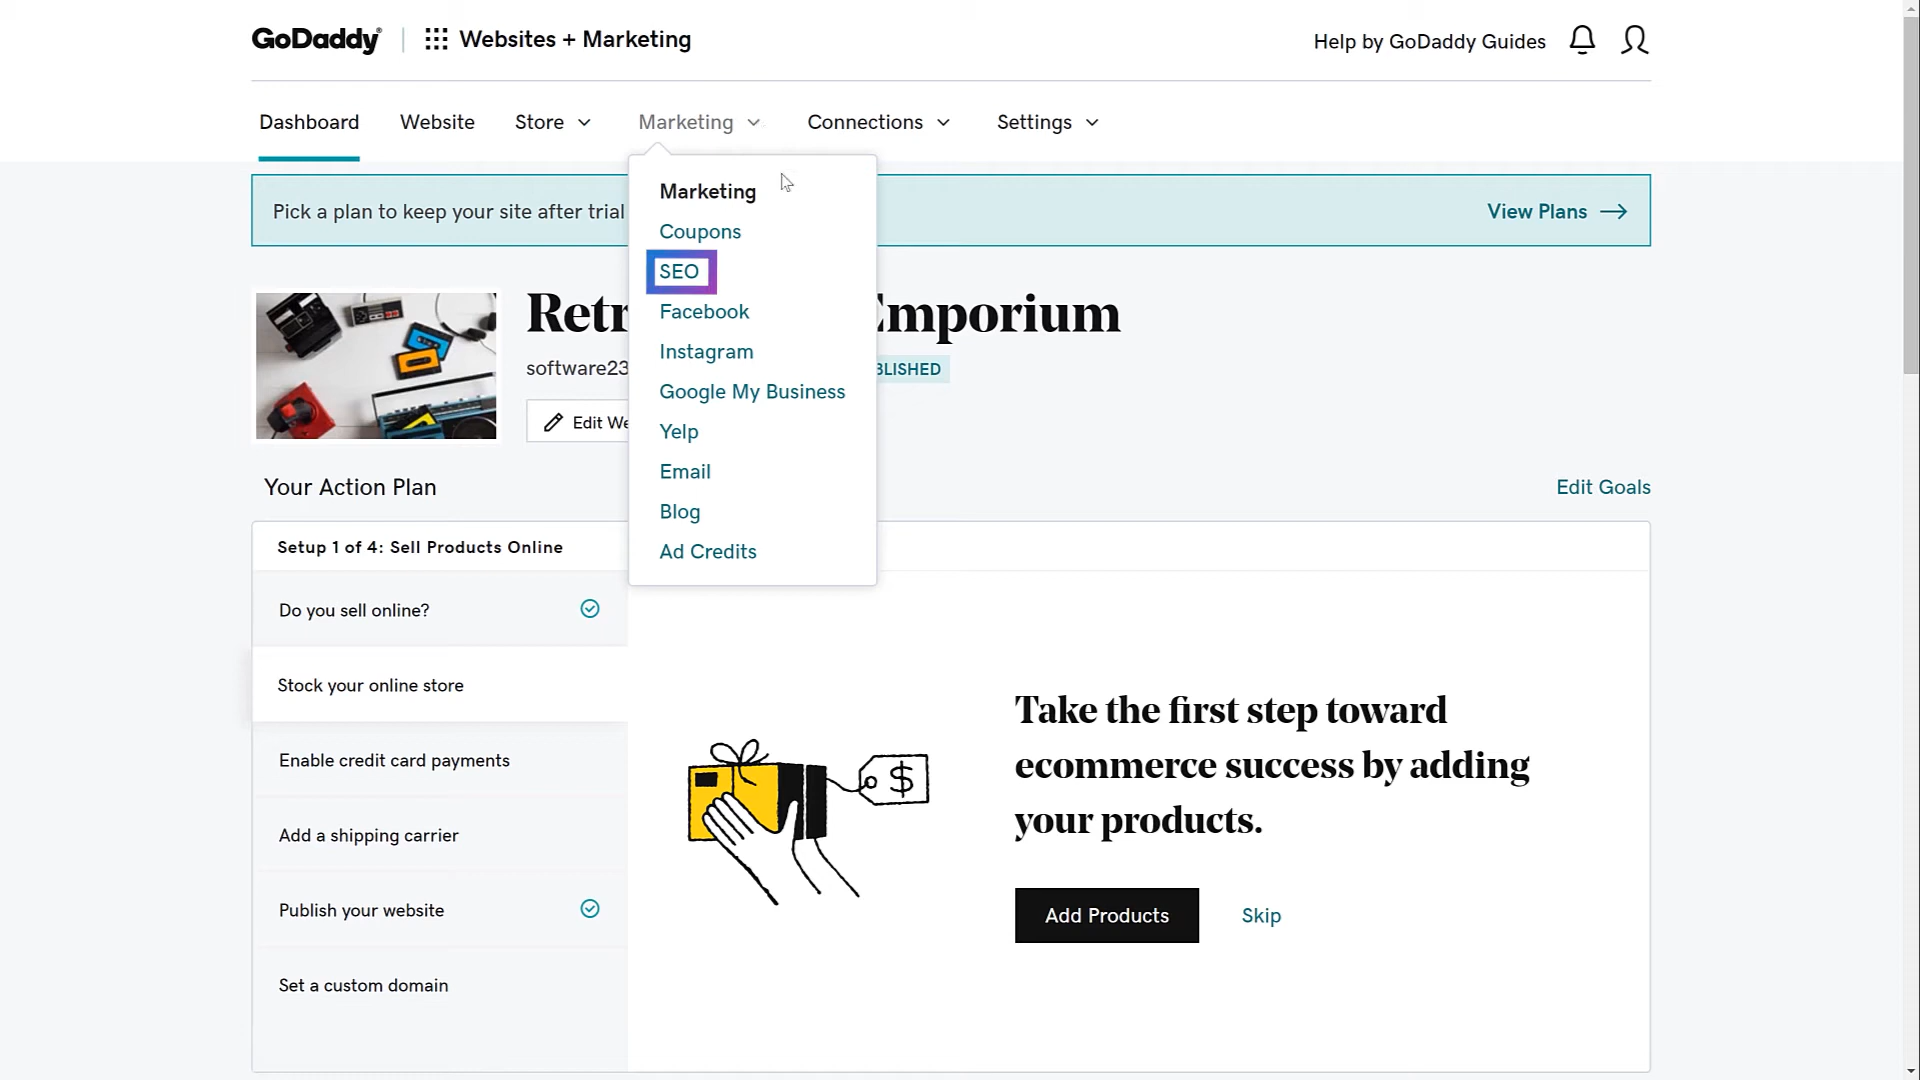 GoDaddy
Websites + Marketing
Help by GoDaddy Guides
Dashboard
Website
Store
Marketing
Connections
Settings
Pick a plan to keep your site after trial
View Plans
Marketing
Coupons
SEO
Facebook
Instagram
Google My Business
Yelp
Email
Blog
Ad Credits
Emporium
software23
Edit
Your Action Plan
Edit Goals
Setup 1 of 4: Sell Products Online
Do you sell online?
Stock your online store
Enable credit card payments
Add a shipping carrier
Publish your website
Set a custom domain
$
Take the first step toward
ecommerce success by adding
your products.
Add Products
Skip